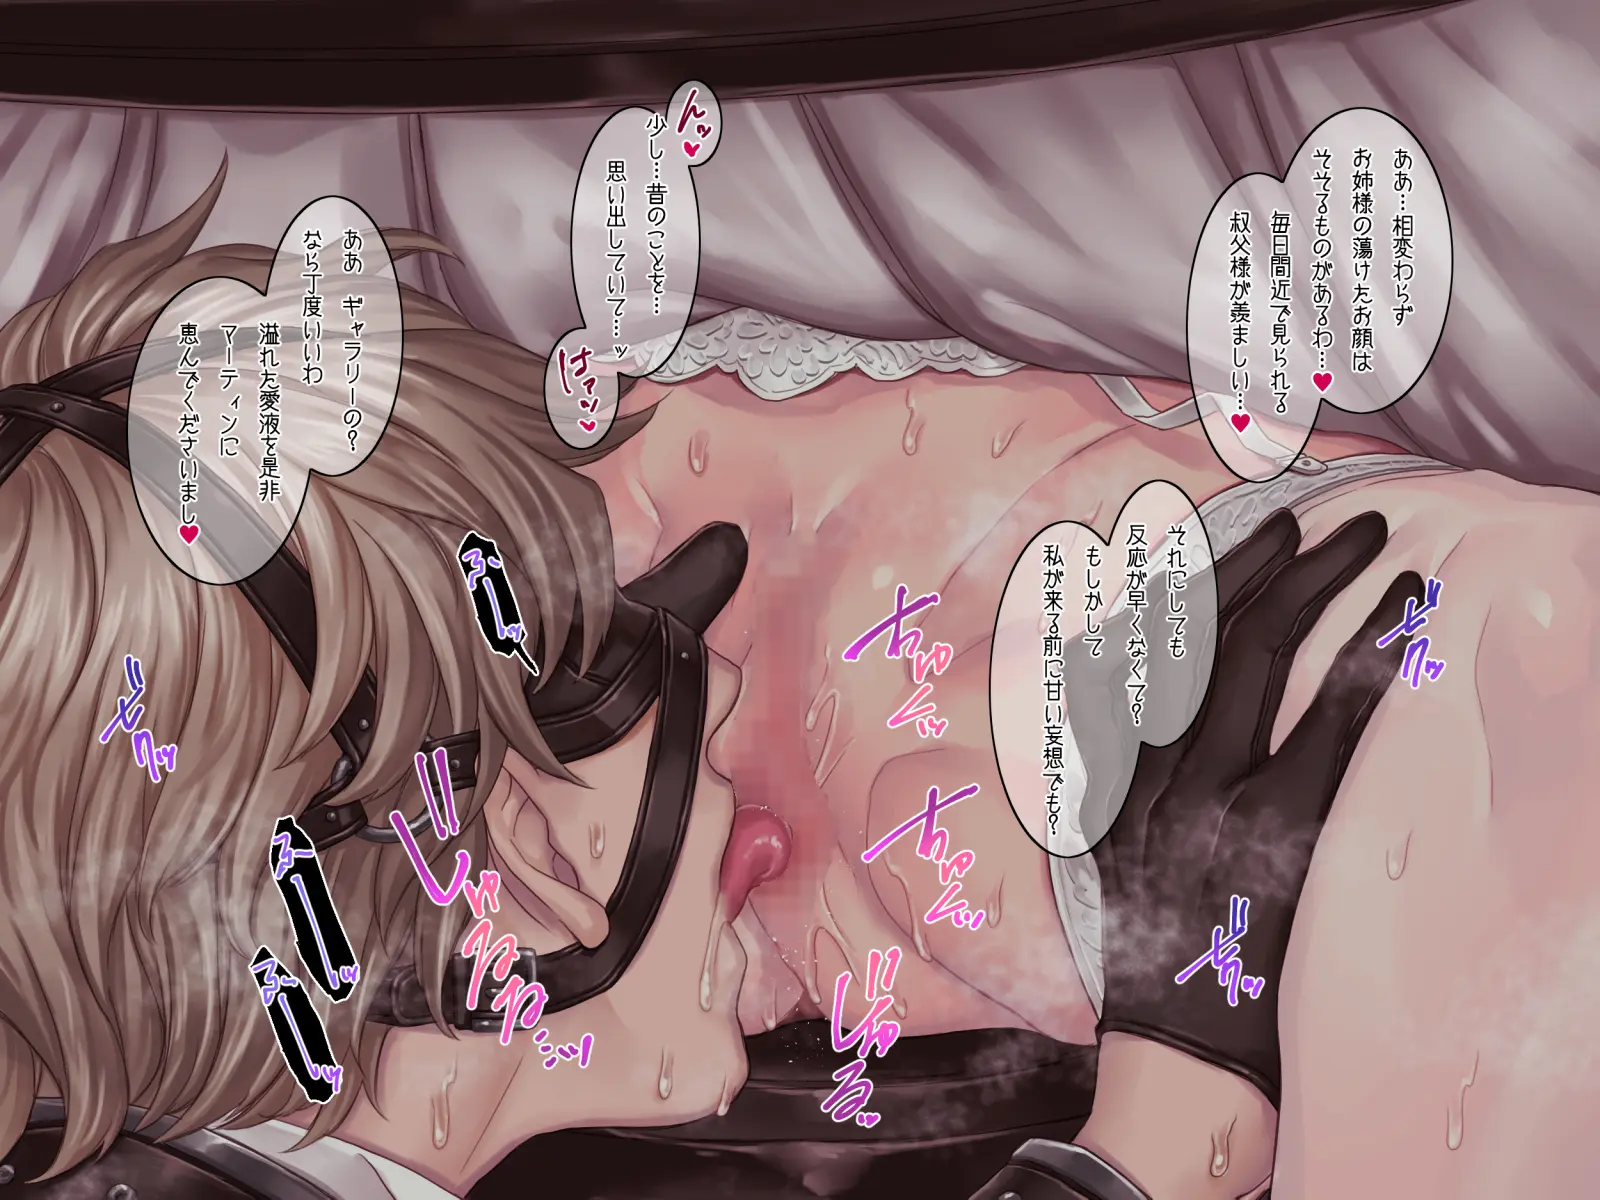 ああ…相変わらず
お姉様の蕩けたお顔は
そそるものがあるわ…♥
毎日間近で見られる
叔父様が羨ましい…♥
それにしても
反応が早くなくて？
もしかして
私が来る前に甘い妄想でも？
んッ♥
少し…昔のことを…
思い出していて…ッ
はァン♥
ああ ギャラリーの？
なら丁度いいわ
溢れた愛液を是非
マーティンに
恵んでくださいまし♥
ビクッ
ちゅぐッ
ちゅぐッ
ビクッ
じゅるッ
ふーッ
じゅるるッ
ビクッ
ふーッ
ふーッ